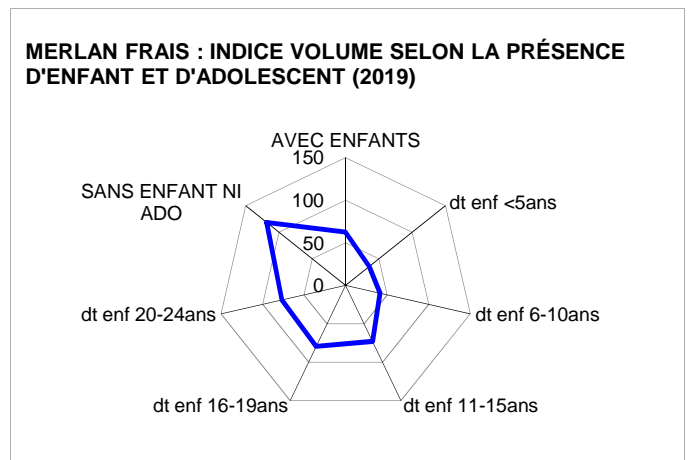 MERLAN FRAIS : INDICE VOLUME SELON LA PRÉSENCE
D'ENFANT ET D'ADOLESCENT (2019)
AVEC ENFANTS
150
SANS ENFANT NI
ADO
dt enf <5ans
100
50
0
dt enf 20-24ans
dt enf 6-10ans
dt enf 16-19ans
dt enf 11-15ans